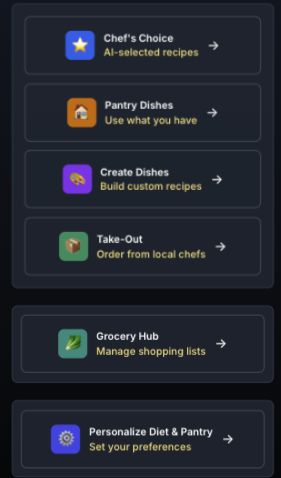 Chef's Choice
AI-selected recipes
Pantry Dishes
Use what you have
Create Dishes
Build custom recipes
Take-Out
Order from local chefs
Grocery Hub
Manage shopping lists
Personalize Diet & Pantry
Set your preferences